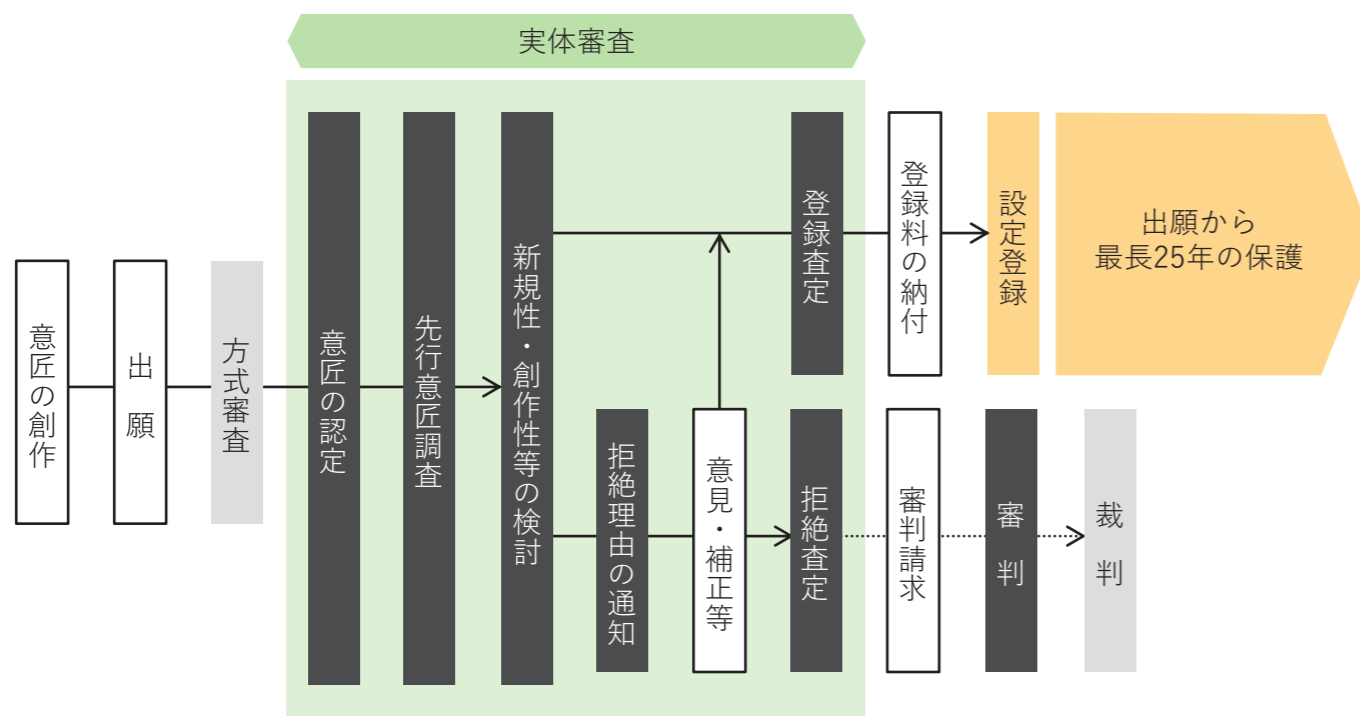 実体審査
意匠の創作
出願
方式審査
意匠の認定
先行意匠調査
新規性・創作性等の検討
登録査定
登録料の納付
設定登録
出願から
最長25年の保護
拒絶理由の通知
意見・補正等
拒絶査定
審判請求
審判
裁判